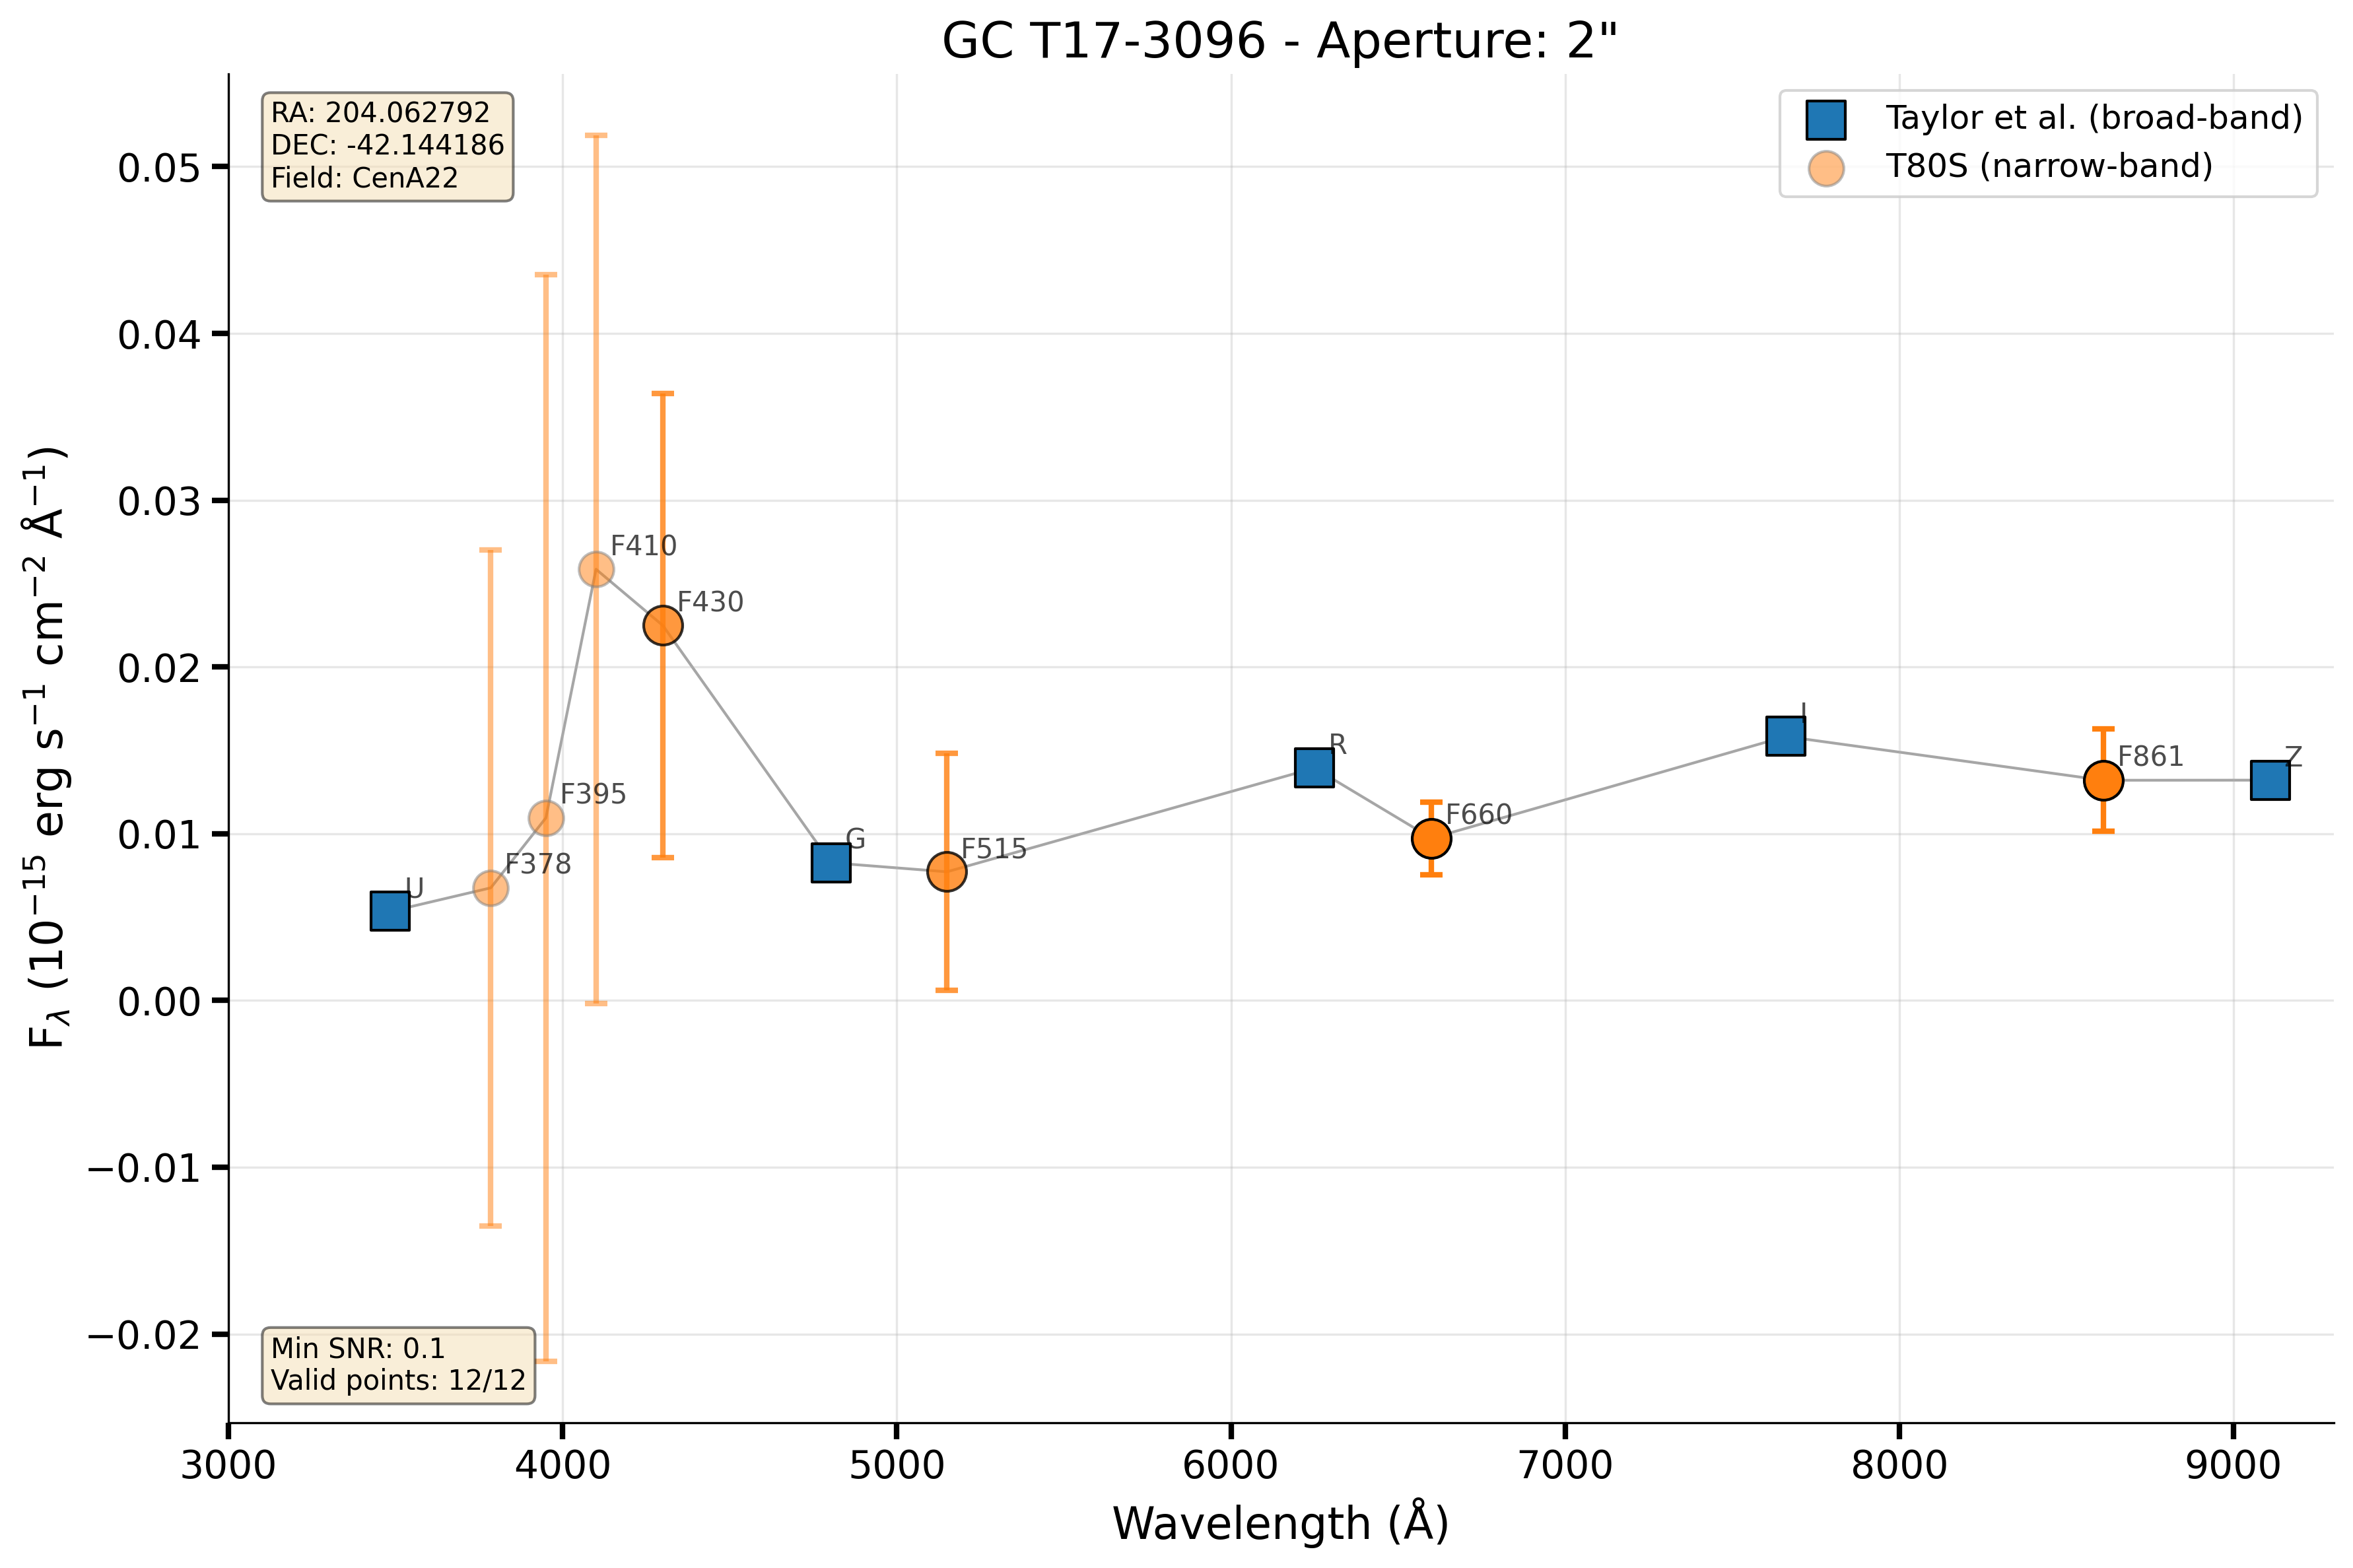 GC T17-3096 - Aperture: 2"
RA: 204.062792
DEC: -42.144186
Field: CenA22
Taylor et al. (broad-band)
T80S (narrow-band)
0.05
0.04
0.03
0.02
0.01
0.00
−0.01
−0.02
F$_λ$ (10⁻¹⁵ erg s⁻¹ cm⁻² Å⁻¹)
U
F378
F395
F410
F430
G
F515
R
F660
I
F861
Z
Min SNR: 0.1
Valid points: 12/12
3000
4000
5000
6000
7000
8000
9000
Wavelength (Å)